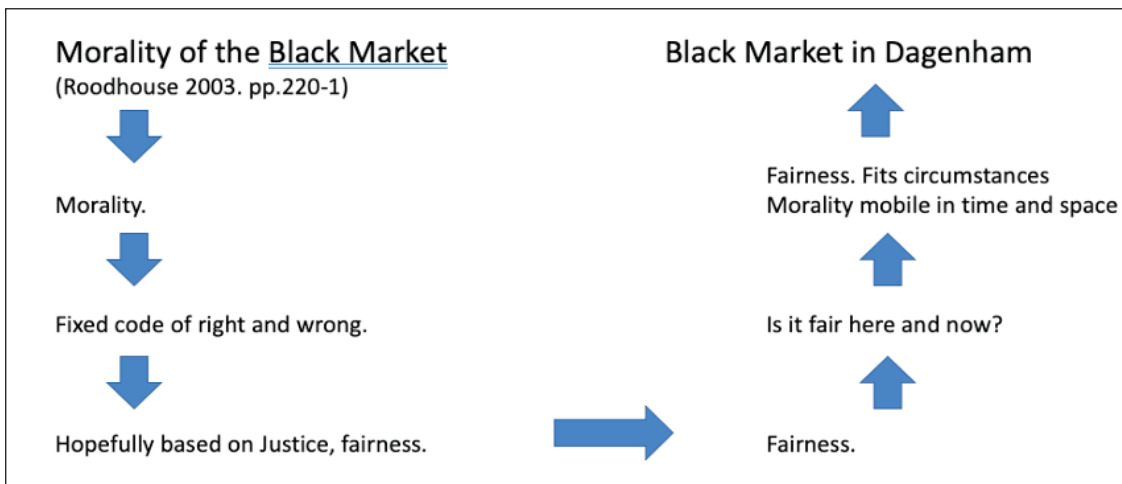 Morality of the Black Market
(Roodhouse 2003. pp.220-1)
Morality.
Fixed code of right and wrong.
Hopefully based on Justice, fairness.
Black Market in Dagenham
Fairness. Fits circumstances
Morality mobile in time and space
Is it fair here and now?
Fairness.